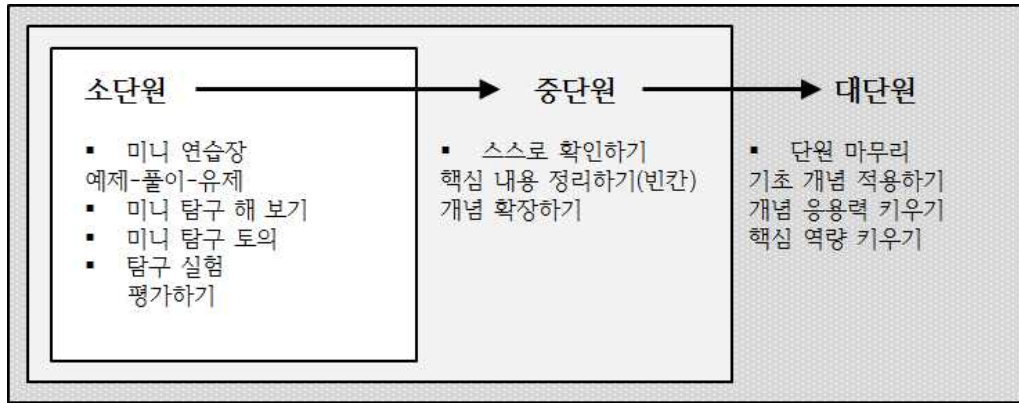 소단원
▪ 미니 연습장
예제-풀이-유제
▪ 미니 탐구 해 보기
▪ 미니 탐구 토의
▪ 탐구 실험
평가하기
중단원
▪ 스스로 확인하기
핵심 내용 정리하기(빈칸)
개념 확장하기
대단원
▪ 단원 마무리
기초 개념 적용하기
개념 응용력 키우기
핵심 역량 키우기